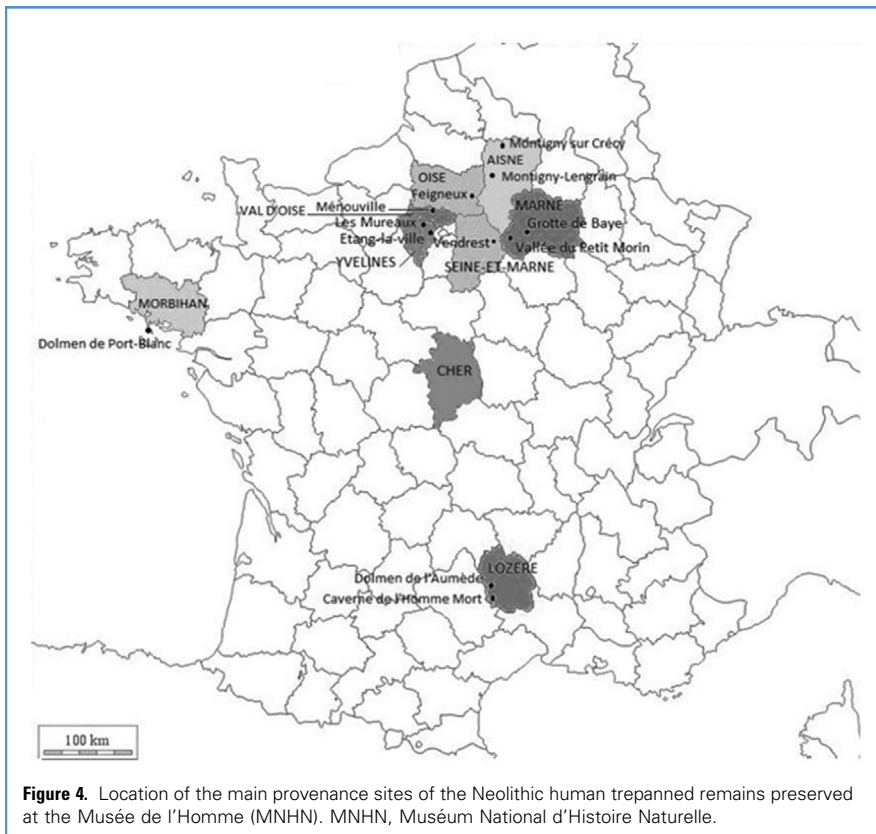 Montigny sur Crécy
AISNE
OISE
Montigny-Lengrain
Feigneux
MARNE
VAL D'OISE
Ménouville
Grotte de Baye
Les Mureaux
Etang-la-ville
Vendrest
Vallée du Petit Morin
YVELINES
SEINE-ET-MARNE
MORBIHAN
Dolmen de Port-Blanc
CHER
LOZERE
Dolmen de l'Aumède
Caverne de l'Homme Mort
100 km
Figure 4. Location of the main provenance sites of the Neolithic human trepanned remains preserved
at the Musée de l'Homme (MNHN). MNHN, Muséum National d'Histoire Naturelle.